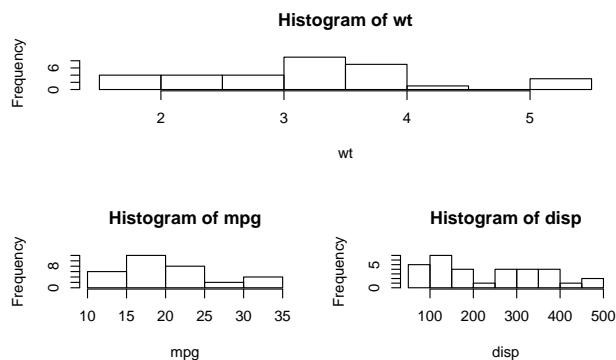 Histogram of wt
Frequency
0 6
2 3 4 5
wt
Histogram of mpg
Frequency
0 8
10 15 20 25 30 35
mpg
Histogram of disp
Frequency
0 5
100 200 300 400 500
disp